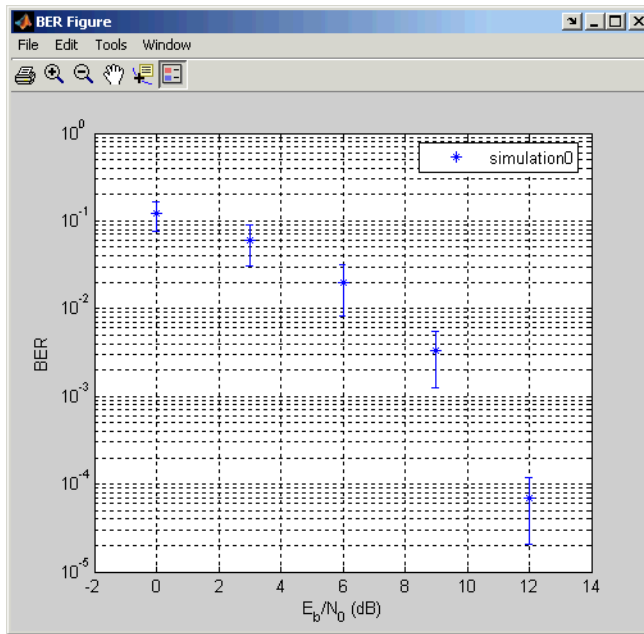 BER Figure
File Edit Tools Window
simulation0
10^0
10^-1
10^-2
10^-3
10^-4
10^-5
BER
-2 0 2 4 6 8 10 12 14
E_b/N_0 (dB)